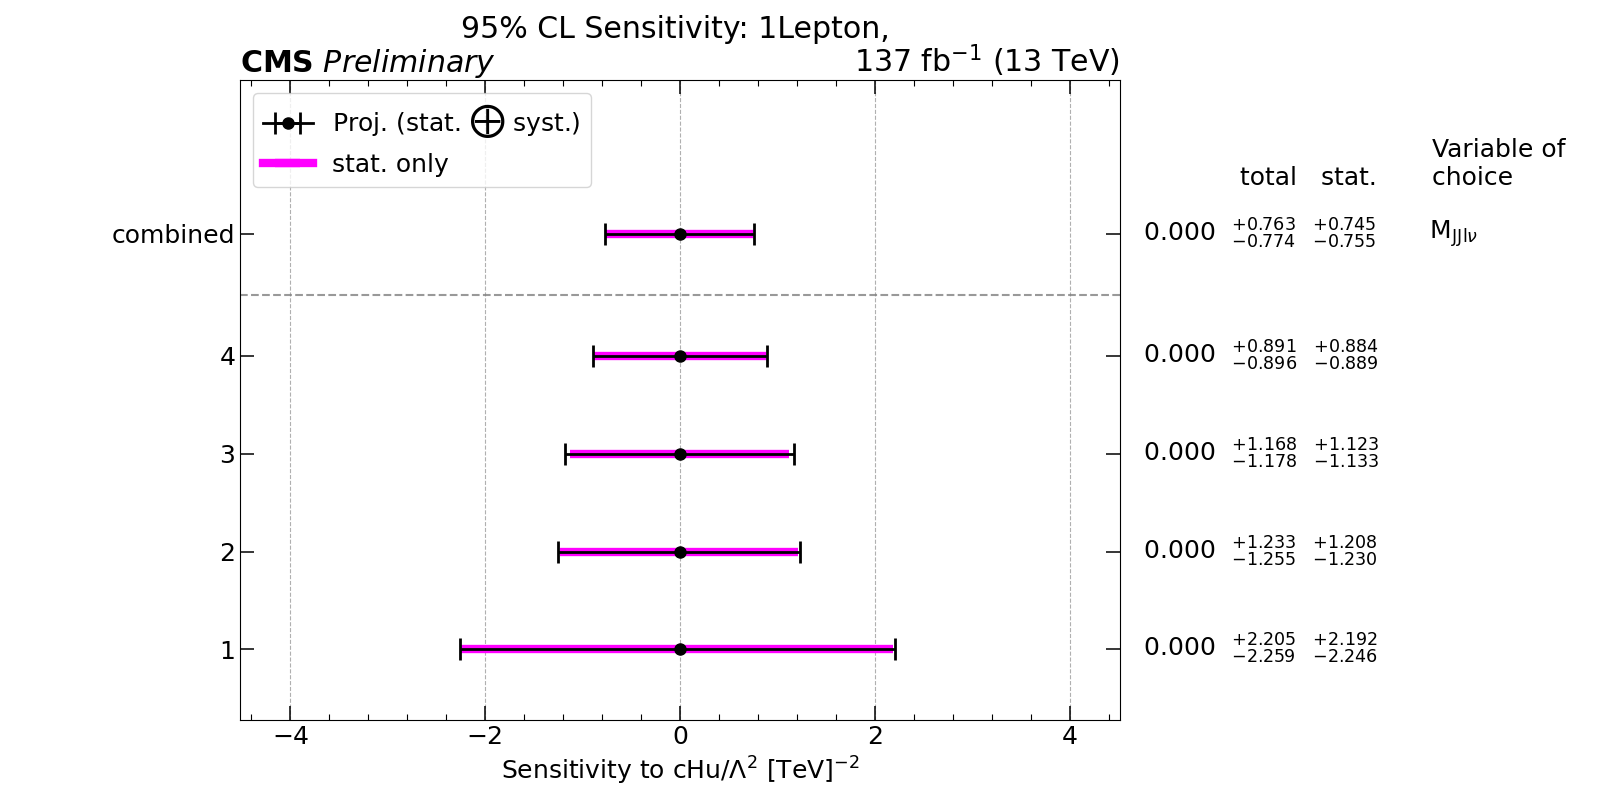 95% CL Sensitivity: 1Lepton,
CMS Preliminary 137 fb⁻¹ (13 TeV)
Proj. (stat. ⊕ syst.)
stat. only
Variable of
total stat. choice
combined 0.000 +0.763 −0.774 +0.745 −0.755 M_JJlν
4 0.000 +0.891 −0.896 +0.884 −0.889
3 0.000 +1.168 −1.178 +1.123 −1.133
2 0.000 +1.233 −1.255 +1.208 −1.230
1 0.000 +2.205 −2.259 +2.192 −2.246
−4 −2 0 2 4
Sensitivity to cHu/Λ² [TeV]⁻²